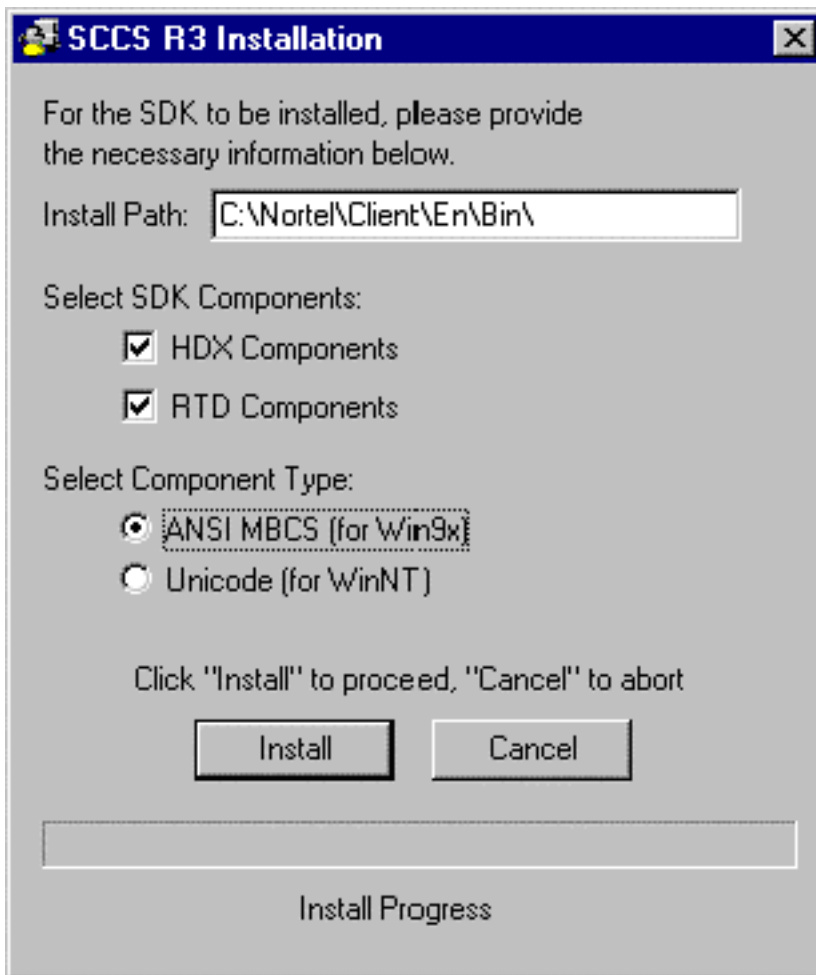 SCCS R3 Installation
For the SDK to be installed, please provide
the necessary information below.
Install Path: C:\Nortel\Client\En\Bin\
Select SDK Components:
HDX Components
RTD Components
Select Component Type:
ANSI MBCS (for Win9x)
Unicode (for WinNT)
Click "Install" to proceed, "Cancel" to abort
Install Cancel
Install Progress